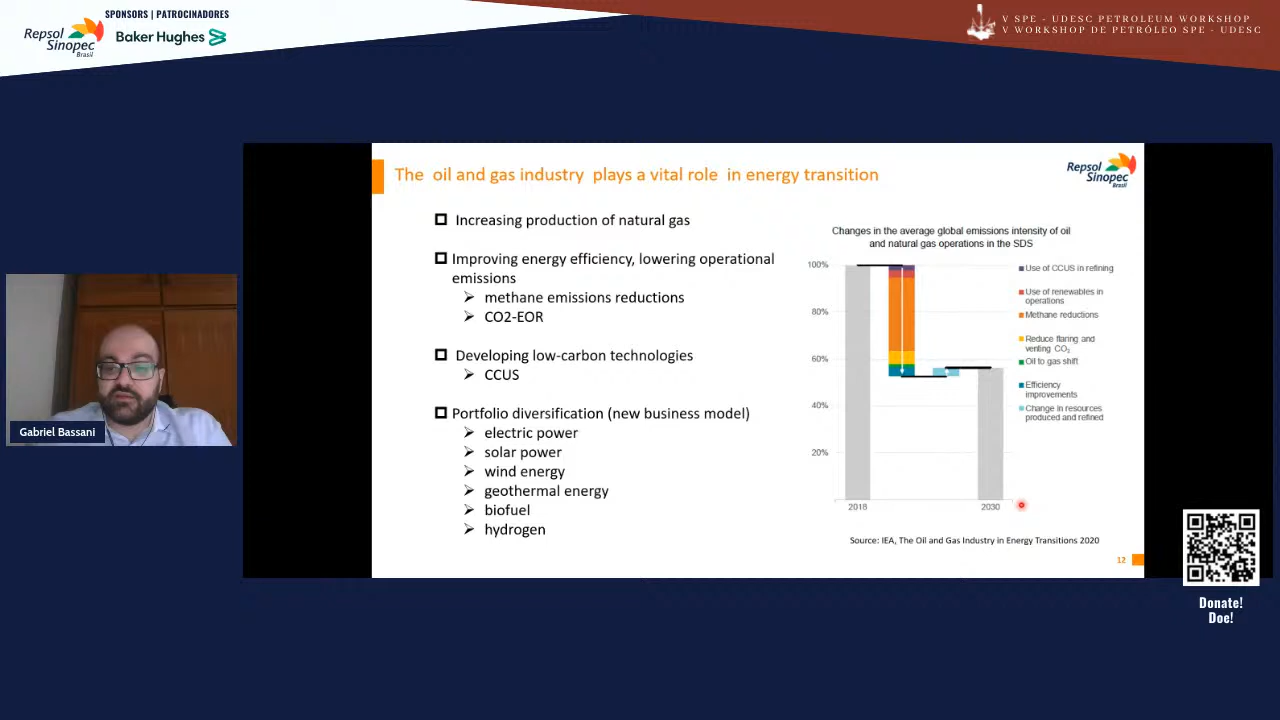 SPONSORS | PATROCINADORES
Repsol
Sinopec
Brasil
Baker Hughes
V SPE - UDESC PETROLEUM WORKSHOP
V WORKSHOP DE PETRÓLEO SPE - UDESC
The oil and gas industry plays a vital role in energy transition
Repsol
Sinopec
Brasil
Increasing production of natural gas
Improving energy efficiency, lowering operational
emissions
methane emissions reductions
CO2-EOR
Developing low-carbon technologies
CCUS
Portfolio diversification (new business model)
electric power
solar power
wind energy
geothermal energy
biofuel
hydrogen
Changes in the average global emissions intensity of oil
and natural gas operations in the SDS
100%
80%
60%
40%
20%
2018
2030
Use of CCUS in refining
Use of renewables in
operations
Methane reductions
Reduce flaring and
venting CO₂
Oil to gas shift
Efficiency
improvements
Change in resources
produced and refined
Source: IEA, The Oil and Gas Industry in Energy Transitions 2020
12
Gabriel Bassani
Donate!
Doe!